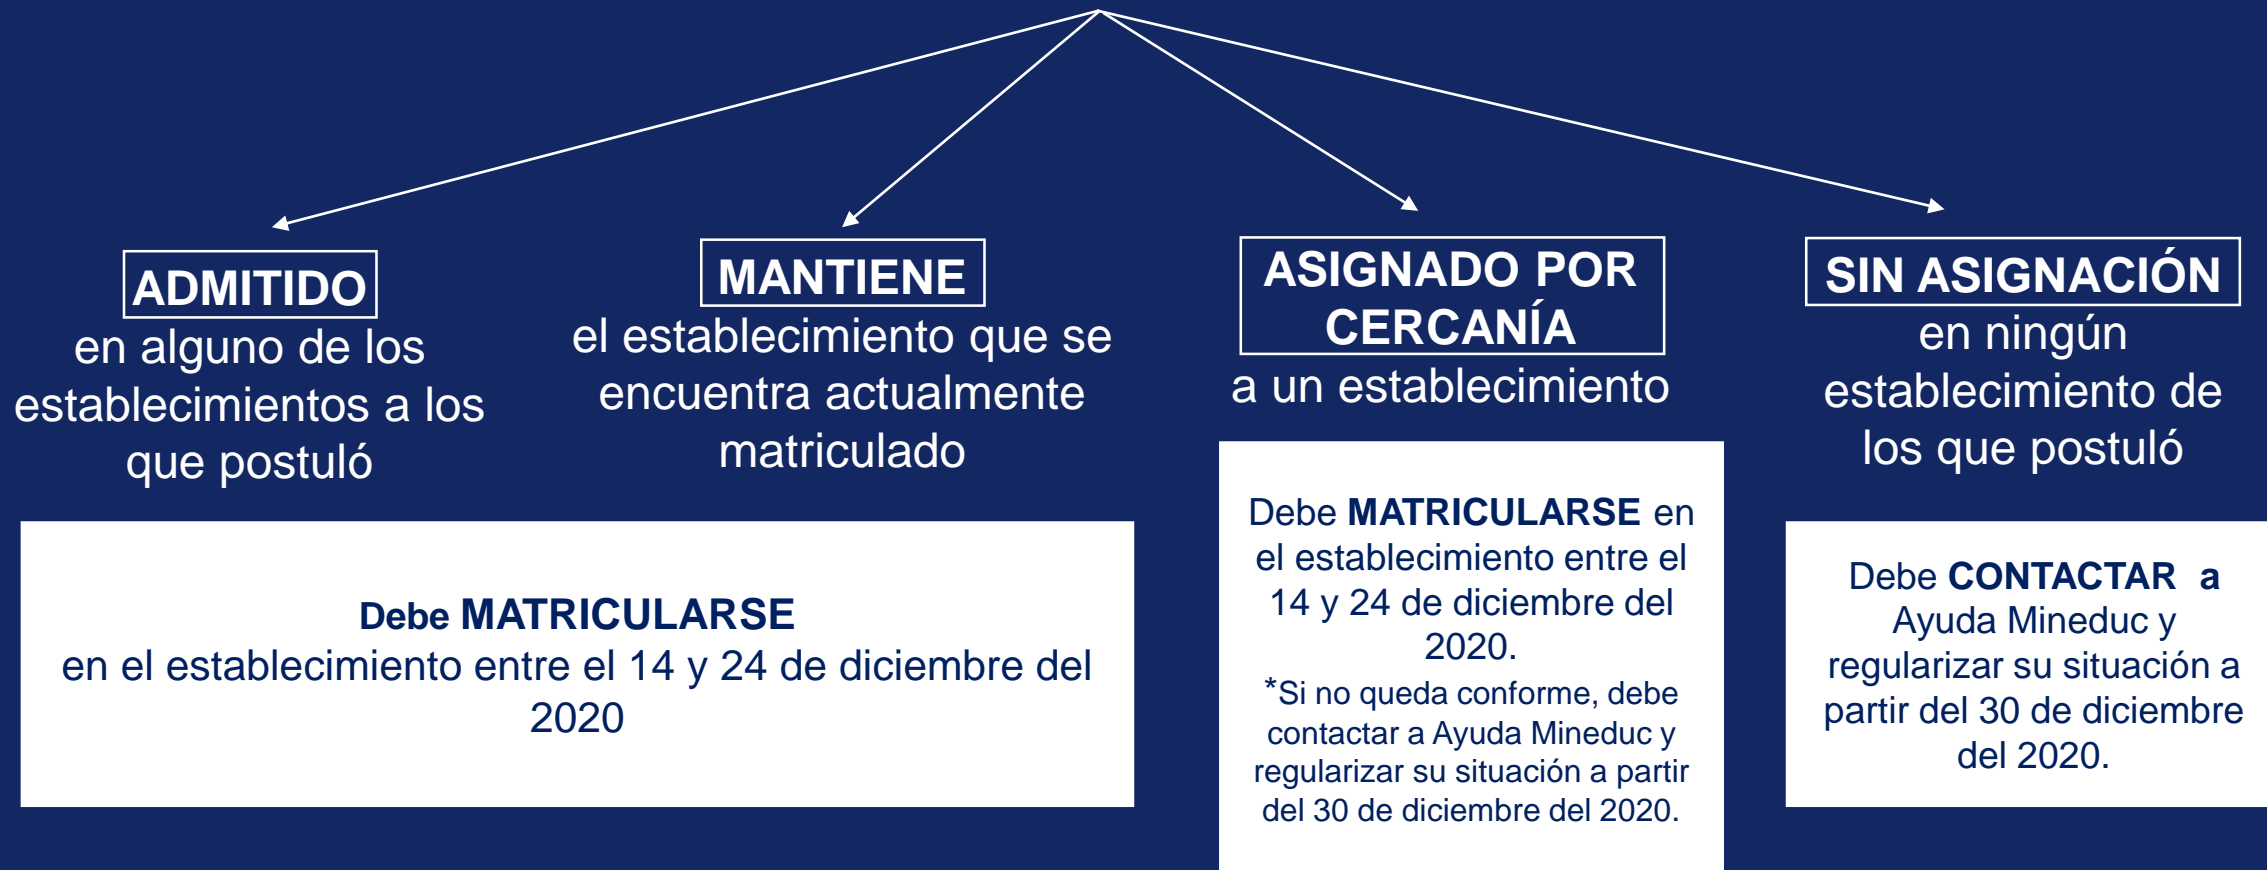 ADMITIDO
en alguno de los
establecimientos a los
que postuló
MANTIENE
el establecimiento que se
encuentra actualmente
matriculado
Debe MATRICULARSE
en el establecimiento entre el 14 y 24 de diciembre del
2020
ASIGNADO POR
CERCANÍA
a un establecimiento
Debe MATRICULARSE en
el establecimiento entre el
14 y 24 de diciembre del
2020.
*Si no queda conforme, debe
contactar a Ayuda Mineduc y
regularizar su situación a partir
del 30 de diciembre del 2020.
SIN ASIGNACIÓN
en ningún
establecimiento de
los que postuló
Debe CONTACTAR a
Ayuda Mineduc y
regularizar su situación a
partir del 30 de diciembre
del 2020.